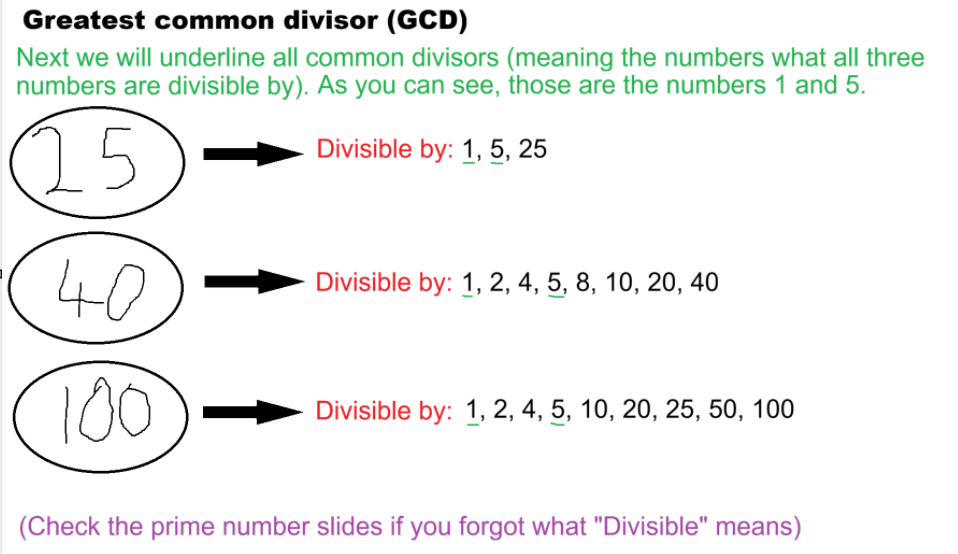 Greatest common divisor (GCD)
Next we will underline all common divisors (meaning the numbers what all three
numbers are divisible by). As you can see, those are the numbers 1 and 5.
25 Divisible by: 1, 5, 25
40 Divisible by: 1, 2, 4, 5, 8, 10, 20, 40
100 Divisible by: 1, 2, 4, 5, 10, 20, 25, 50, 100
(Check the prime number slides if you forgot what "Divisible" means)